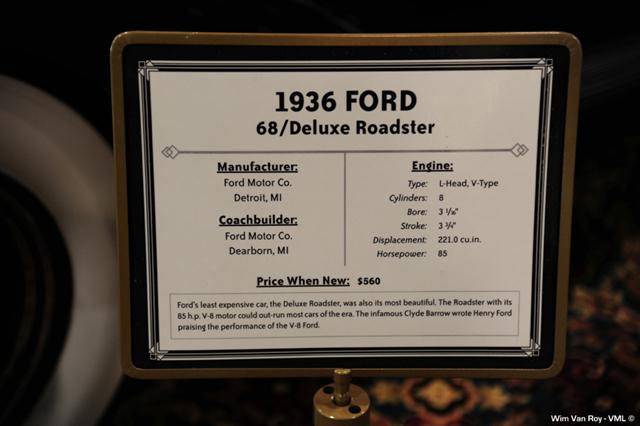 1936 FORD
68/Deluxe Roadster
Manufacturer:
Ford Motor Co.
Detroit, MI
Coachbuilder:
Ford Motor Co.
Dearborn, MI
Engine:
Type: L-Head, V-Type
Cylinders: 8
Bore: 3 1/16"
Stroke: 3 3/4"
Displacement: 221.0 cu.in.
Horsepower: 85
Price When New: $560
Ford's least expensive car, the Deluxe Roadster, was also its most beautiful. The Roadster with its
85 h.p. V-8 motor could out-run most cars of the era. The infamous Clyde Barrow wrote Henry Ford
praising the performance of the V-8 Ford.
Wim Van Roy - VML ©